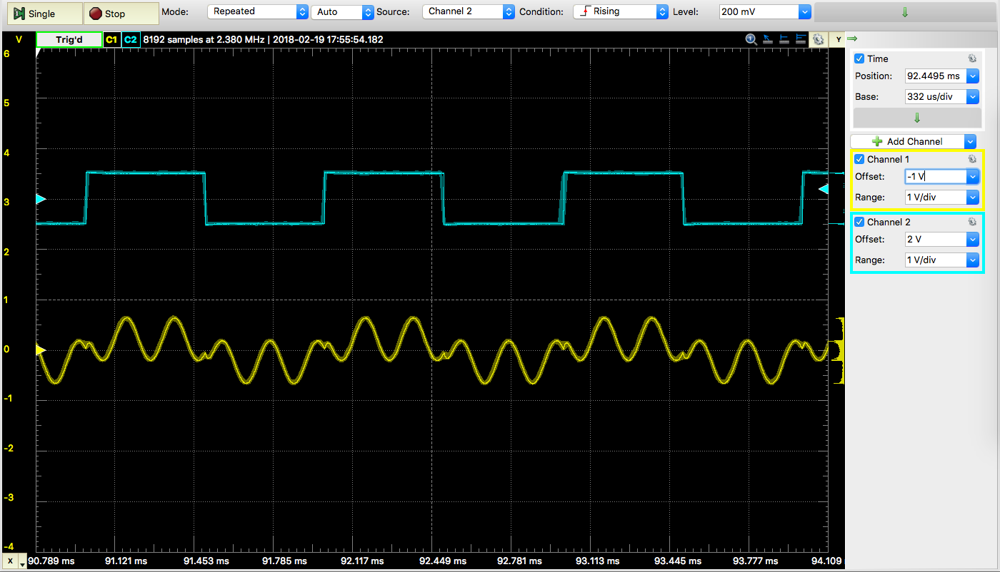 Single Stop Mode: Repeated Auto Source: Channel 2 Condition: Rising Level: 200 mV
V Trig'd C1 C2 8192 samples at 2.380 MHz | 2018-02-19 17:55:54.182 Y
6
5
4
3
2
1
0
-1
-2
-3
-4
X 90.789 ms 91.121 ms 91.453 ms 91.785 ms 92.117 ms 92.449 ms 92.781 ms 93.113 ms 93.445 ms 93.777 ms 94.109
Time
Position: 92.4495 ms
Base: 332 us/div
Add Channel
Channel 1
Offset: -1 V
Range: 1 V/div
Channel 2
Offset: 2 V
Range: 1 V/div